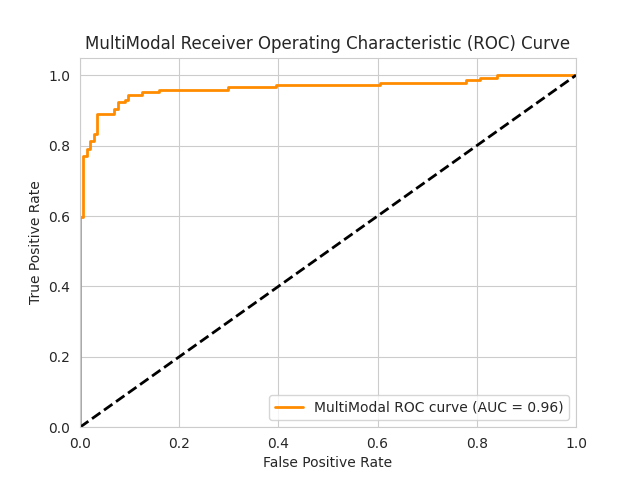 MultiModal Receiver Operating Characteristic (ROC) Curve
True Positive Rate
1.0
0.8
0.6
0.4
0.2
0.0
MultiModal ROC curve (AUC = 0.96)
0.0 0.2 0.4 0.6 0.8 1.0
False Positive Rate